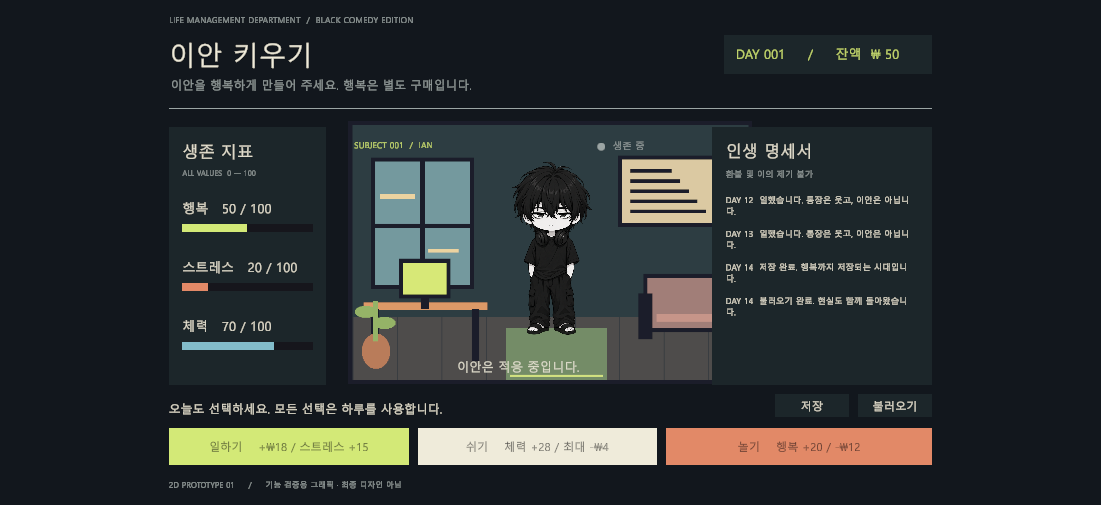 LIFE MANAGEMENT DEPARTMENT / BLACK COMEDY EDITION
이안 키우기
DAY 001 / 잔액 ₩ 50
이안을 행복하게 만들어 주세요. 행복은 별도 구매입니다.
생존 지표
ALL VALUES 0 — 100
행복 50 / 100
스트레스 20 / 100
체력 70 / 100
SUBJECT 001 / IAN
생존 중
이안은 적응 중입니다.
인생 명세서
환불 및 이의 제기 불가
DAY 12 일했습니다. 통장은 웃고, 이안은 아닙니
다.
DAY 13 일했습니다. 통장은 웃고, 이안은 아닙니
다.
DAY 14 저장 완료. 행복까지 저장되는 시대입니
다.
DAY 14 불러오기 완료. 현실도 함께 돌아왔습니
다.
오늘도 선택하세요. 모든 선택은 하루를 사용합니다.
저장
불러오기
일하기 +₩18 / 스트레스 +15
쉬기 체력 +28 / 최대 -₩4
놀기 행복 +20 / -₩12
2D PROTOTYPE 01 / 기능 검증용 그래픽 · 최종 디자인 아님